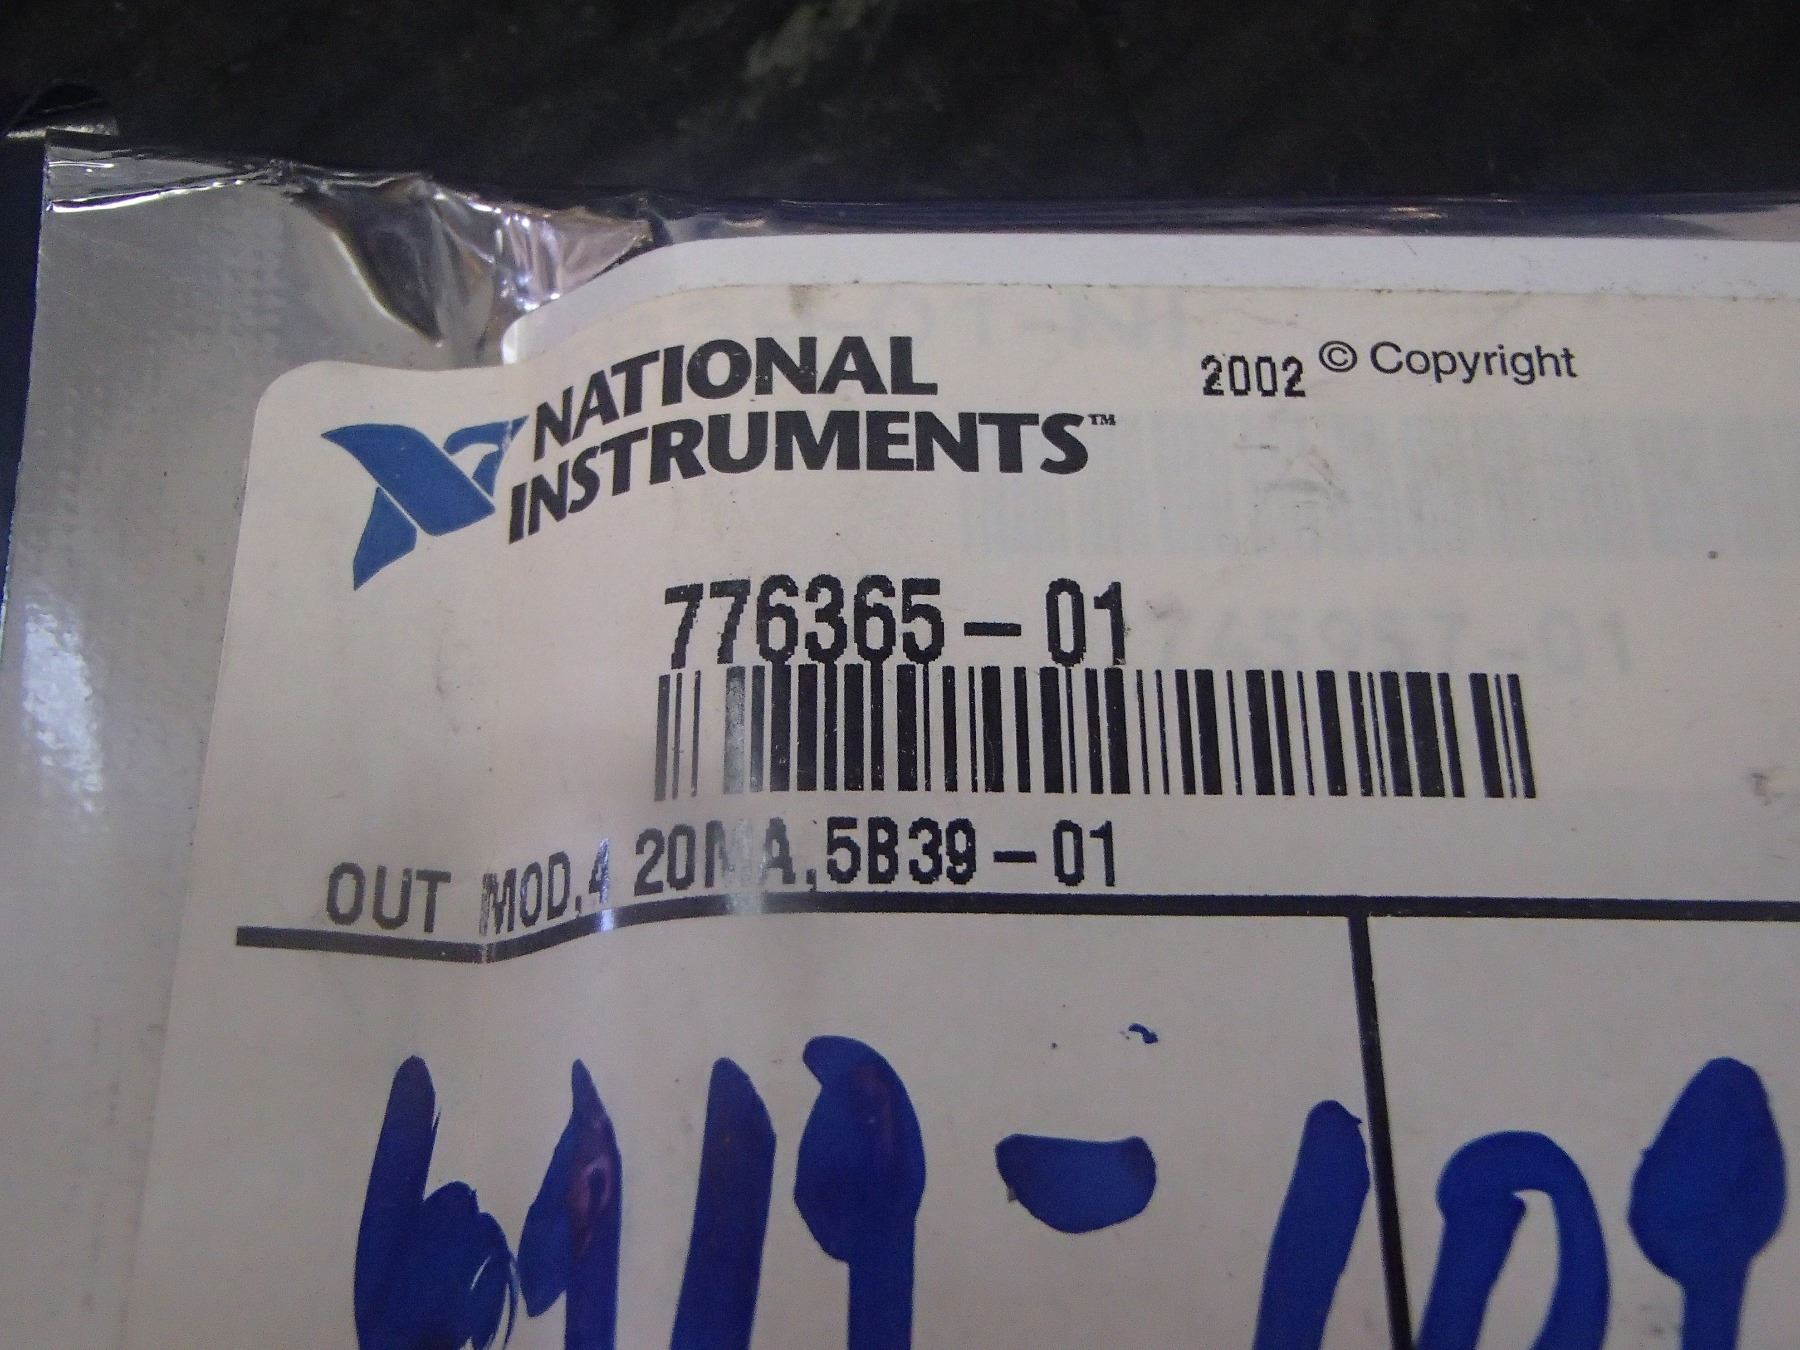 NATIONAL
INSTRUMENTS™
2002 © Copyright
776365-01
OUT MOD,4 20MA,5B39-01